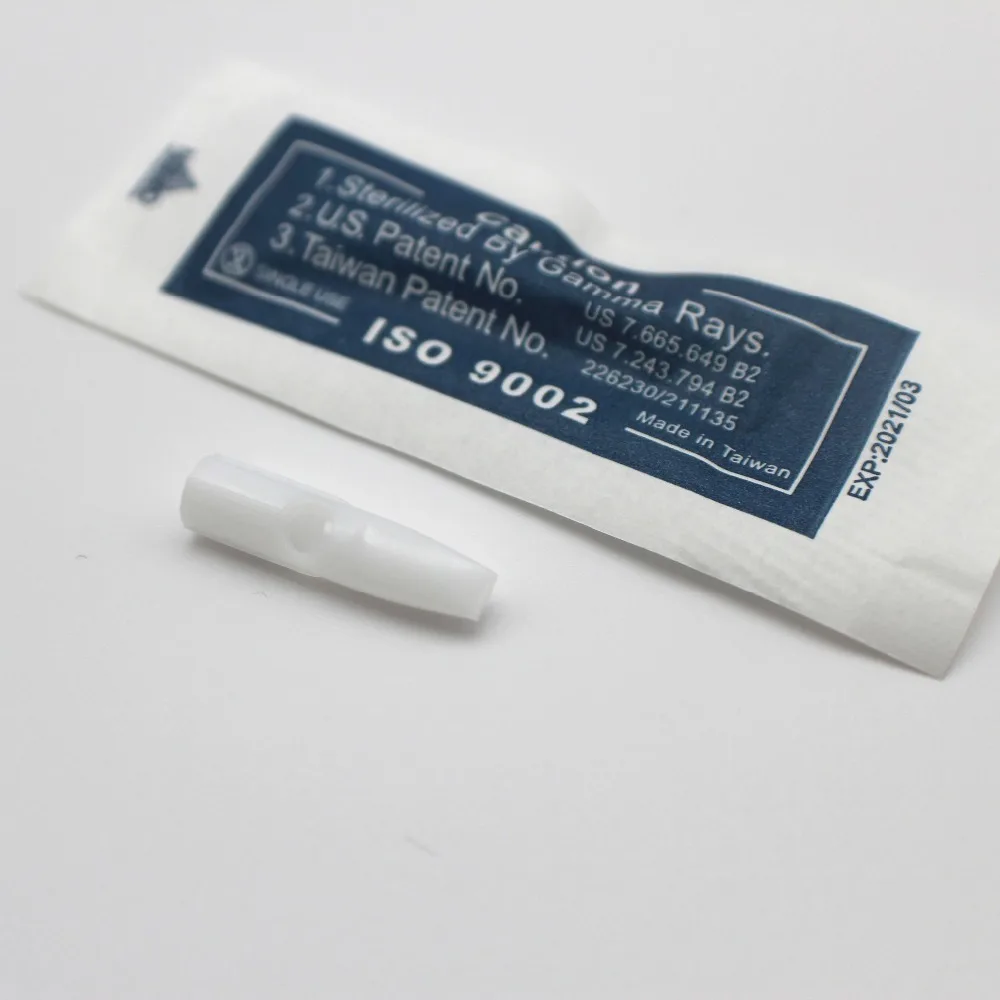 Caution
1. Sterilized By Gamma Rays.
2. U.S. Patent No. US 7.665.649 B2
US 7.243.794 B2
3. Taiwan Patent No. 226230/211135
SINGLE USE
Made in Taiwan
ISO 9002
EXP:2021/03